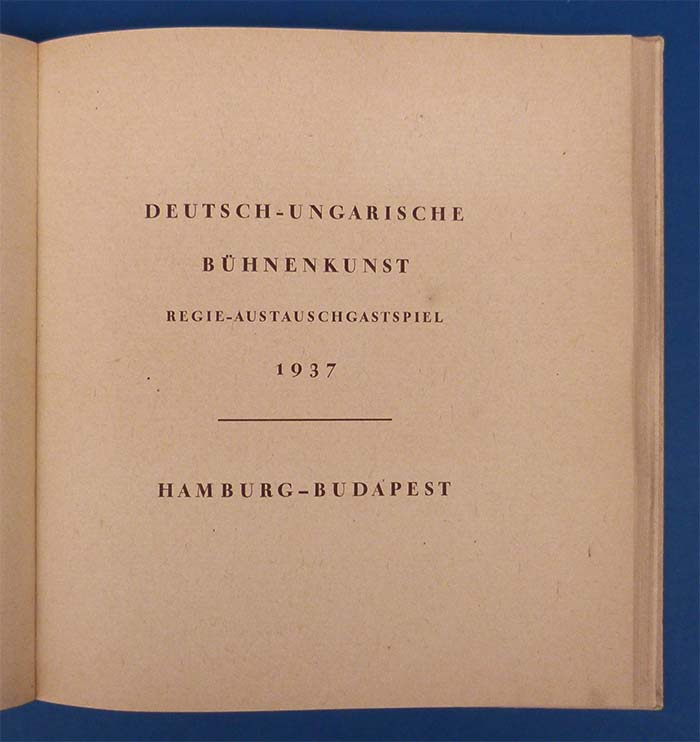 DEUTSCH-UNGARISCHE
BÜHNENKUNST
REGIE-AUSTAUSCHGASTSPIEL
1937
HAMBURG-BUDAPEST